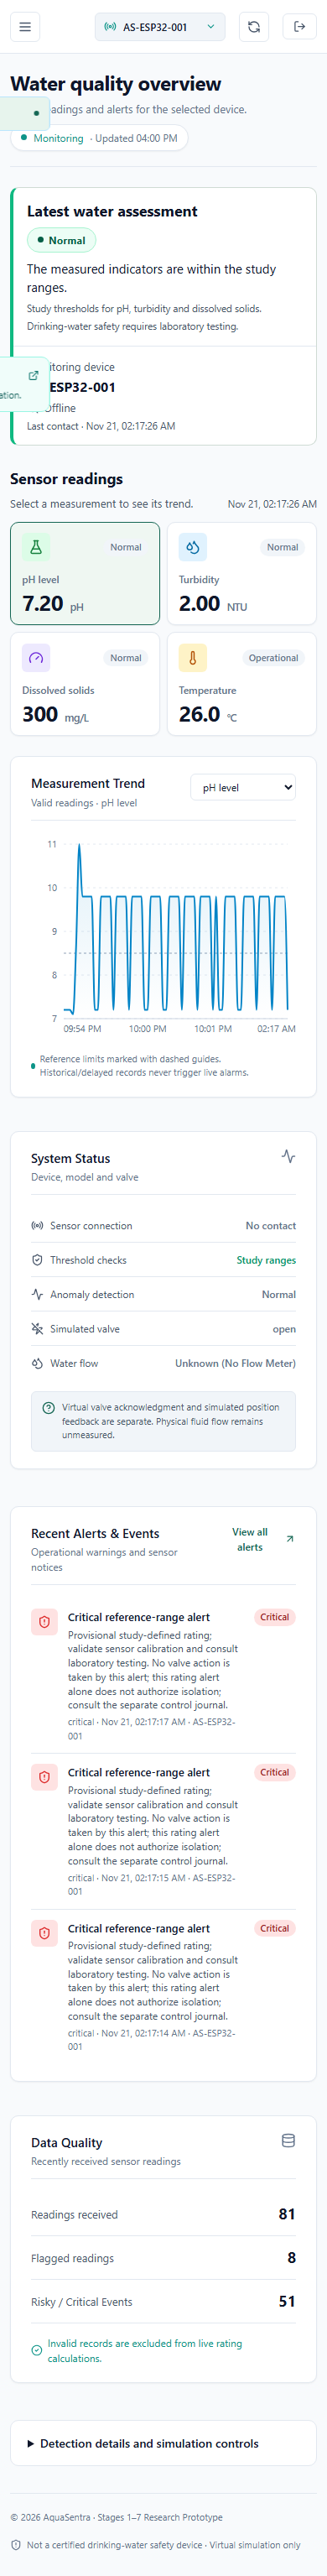 AS-ESP32-001
Water quality overview
eadings and alerts for the selected device.
Monitoring · Updated 04:00 PM
Latest water assessment
Normal
The measured indicators are within the study
ranges.
Study thresholds for pH, turbidity and dissolved solids.
Drinking-water safety requires laboratory testing.
itoring device
ation.
ESP32-001
Offline
Last contact · Nov 21, 02:17:26 AM
Sensor readings
Select a measurement to see its trend. Nov 21, 02:17:26 AM
Normal
pH level
7.20 pH
Normal
Turbidity
2.00 NTU
Normal
Dissolved solids
300 mg/L
Operational
Temperature
26.0 °C
Measurement Trend
Valid readings · pH level
pH level
11
10
9
8
7
09:54 PM 10:00 PM 10:01 PM 02:17 AM
Reference limits marked with dashed guides.
Historical/delayed records never trigger live alarms.
System Status
Device, model and valve
Sensor connection No contact
Threshold checks Study ranges
Anomaly detection Normal
Simulated valve open
Water flow Unknown (No Flow Meter)
Virtual valve acknowledgment and simulated position
feedback are separate. Physical fluid flow remains
unmeasured.
Recent Alerts & Events
Operational warnings and sensor
notices
View all
alerts
Critical reference-range alert Critical
Provisional study-defined rating;
validate sensor calibration and consult
laboratory testing. No valve action is
taken by this alert; this rating alert
alone does not authorize isolation;
consult the separate control journal.
critical · Nov 21, 02:17:17 AM · AS-ESP32-
001
Critical reference-range alert Critical
Provisional study-defined rating;
validate sensor calibration and consult
laboratory testing. No valve action is
taken by this alert; this rating alert
alone does not authorize isolation;
consult the separate control journal.
critical · Nov 21, 02:17:15 AM · AS-ESP32-
001
Critical reference-range alert Critical
Provisional study-defined rating;
validate sensor calibration and consult
laboratory testing. No valve action is
taken by this alert; this rating alert
alone does not authorize isolation;
consult the separate control journal.
critical · Nov 21, 02:17:14 AM · AS-ESP32-
001
Data Quality
Recently received sensor readings
Readings received 81
Flagged readings 8
Risky / Critical Events 51
Invalid records are excluded from live rating
calculations.
Detection details and simulation controls
© 2026 AquaSentra · Stages 1–7 Research Prototype
Not a certified drinking-water safety device · Virtual simulation only